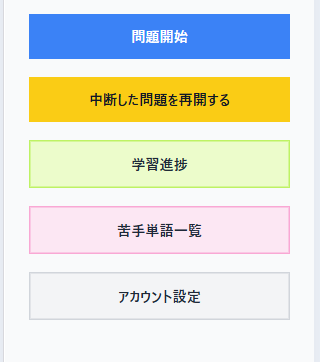 問題開始
中断した問題を再開する
学習進捗
苦手単語一覧
アカウント設定